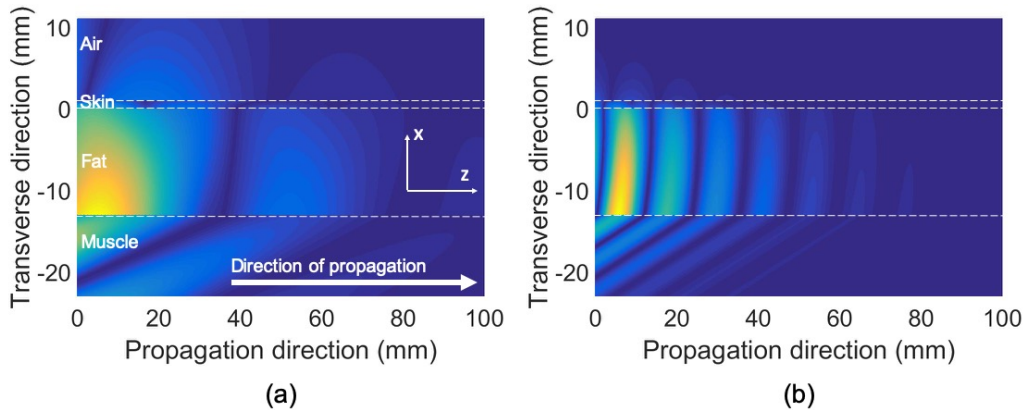 10
0
-10
-20
Transverse direction (mm)
Air
Skin
Fat
Muscle
x
z
Direction of propagation
0
20
40
60
80
100
Propagation direction (mm)
(a)
10
0
-10
-20
Transverse direction (mm)
0
20
40
60
80
100
Propagation direction (mm)
(b)